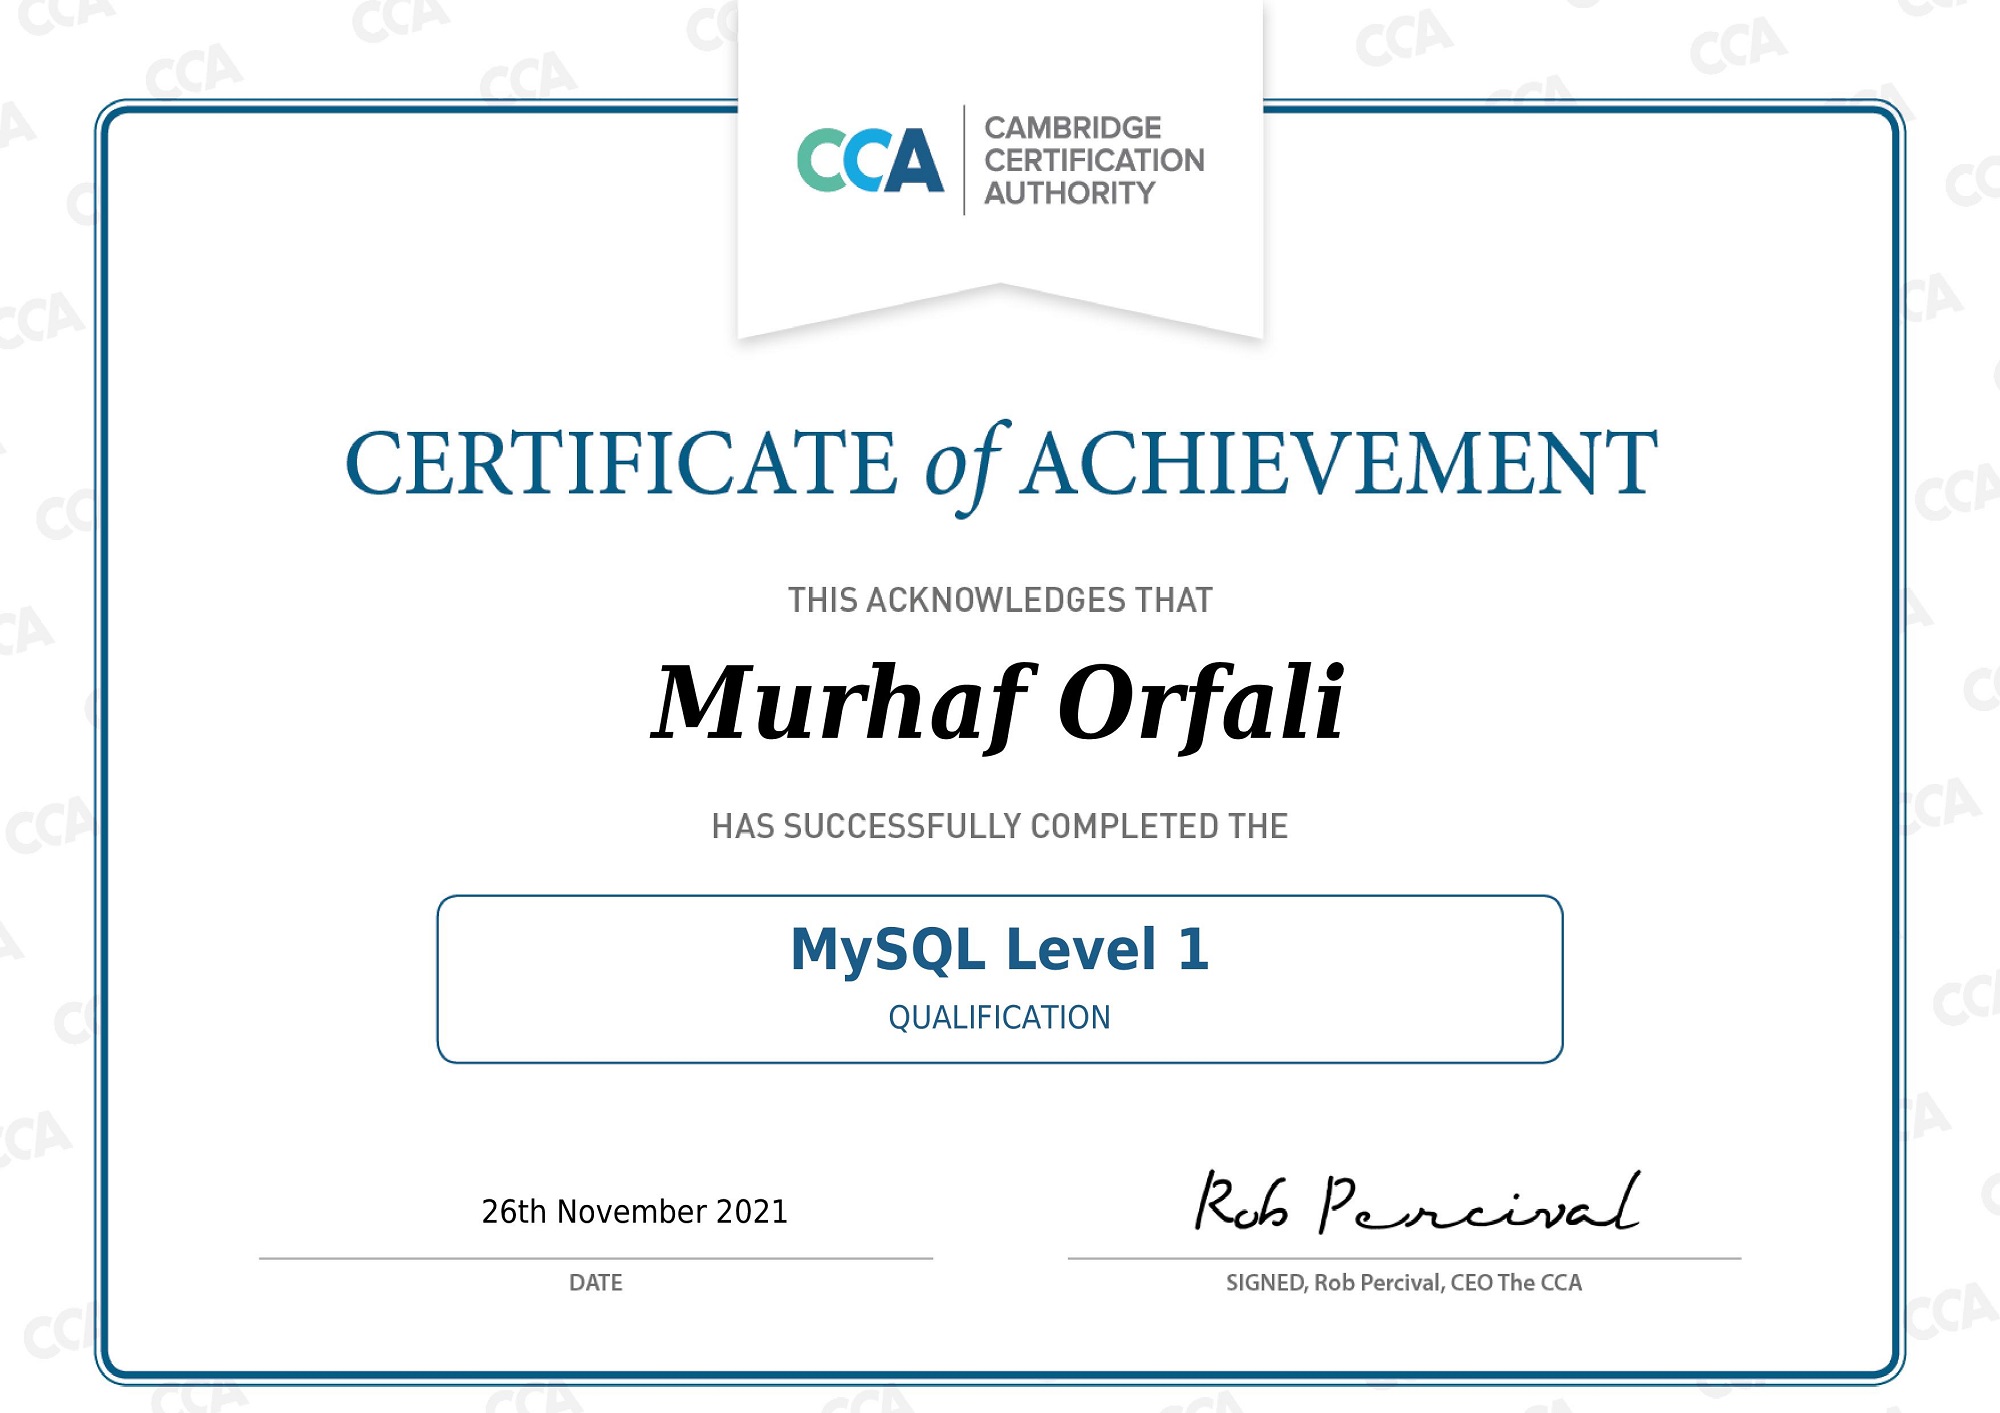 CCA
CAMBRIDGE
CERTIFICATION
AUTHORITY
CERTIFICATE of ACHIEVEMENT
THIS ACKNOWLEDGES THAT
Murhaf Orfali
HAS SUCCESSFULLY COMPLETED THE
MySQL Level 1
QUALIFICATION
26th November 2021
Rob Percival
DATE
SIGNED, Rob Percival, CEO The CCA